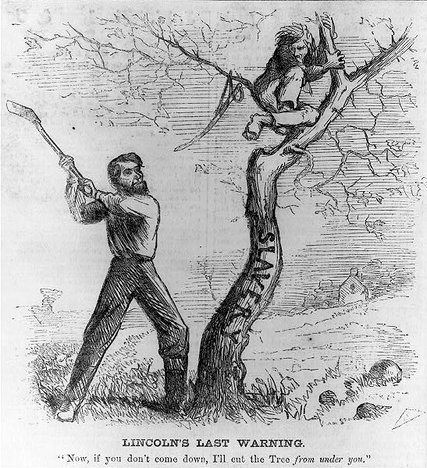 SLAVERY
LINCOLN'S LAST WARNING.
"Now, if you don't come down, I'll cut the Tree from under you."